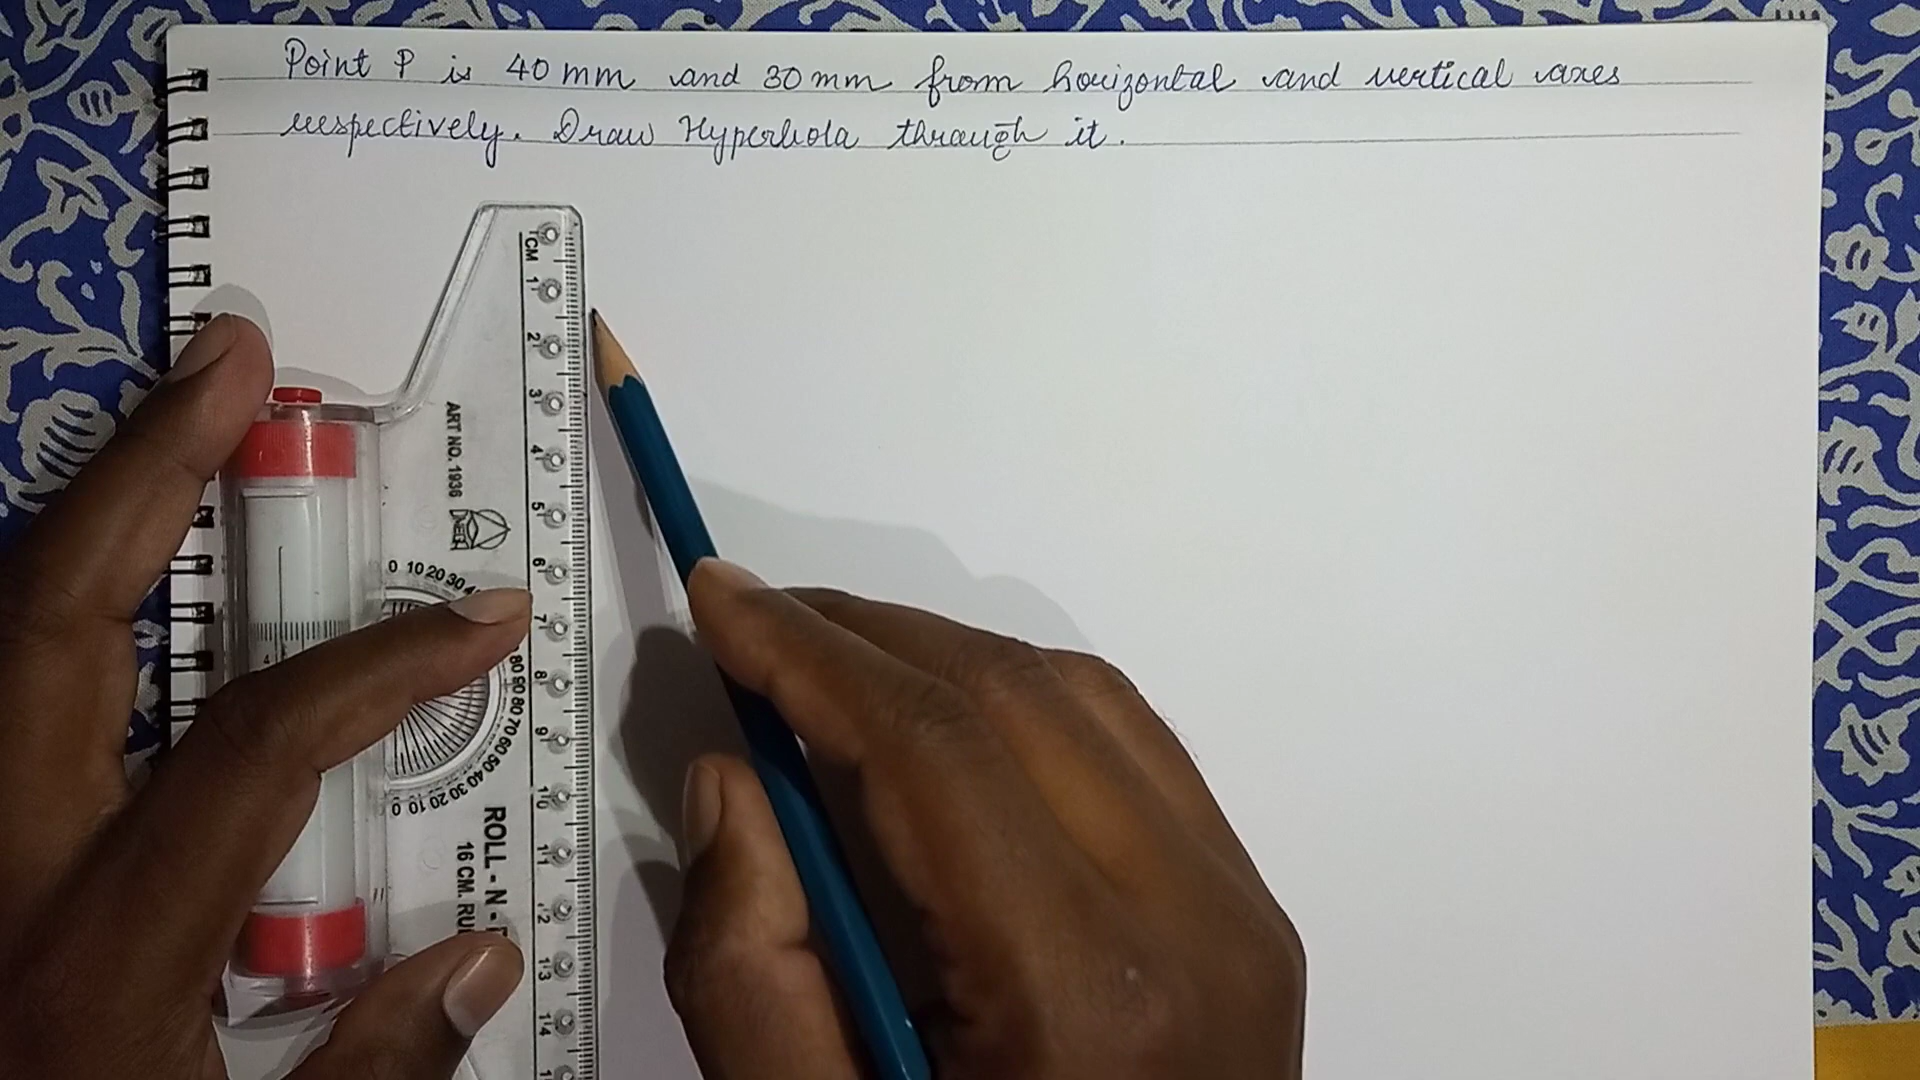 Point P is 40 mm and 30 mm from horizontal and vertical axes
respectively. Draw Hyperbola through it.
CM
1
2
3
4
5
6
7
8
9
10
11
12
13
14
ART NO. 1936
0 10 20 30
80 90 80 70 60 50 40 30 20 10 0
ROLL - N -
16 CM. RU
4